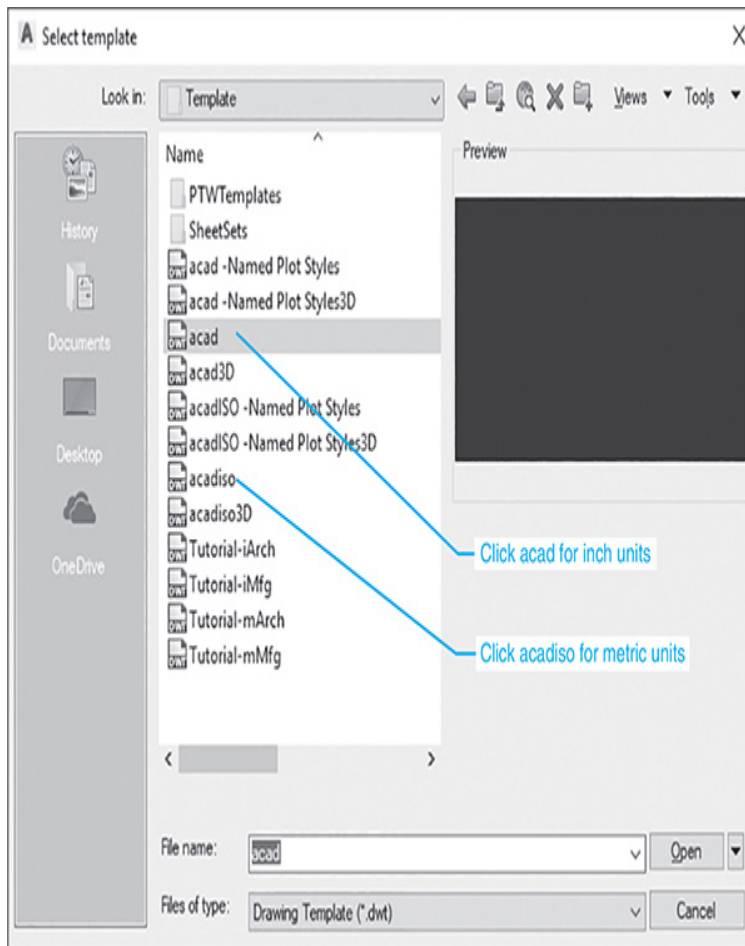 Select template
Look in:
Template
Views
Tools
History
Documents
Desktop
OneDrive
Name
PTWTemplates
SheetSets
acad -Named Plot Styles
acad -Named Plot Styles3D
acad
acad3D
acadISO -Named Plot Styles
acadISO -Named Plot Styles3D
acadiso
acadiso3D
Tutorial-iArch
Tutorial-iMfg
Tutorial-mArch
Tutorial-mMfg
Preview
Click acad for inch units
Click acadiso for metric units
File name:
acad
Open
Files of type:
Drawing Template (*.dwt)
Cancel